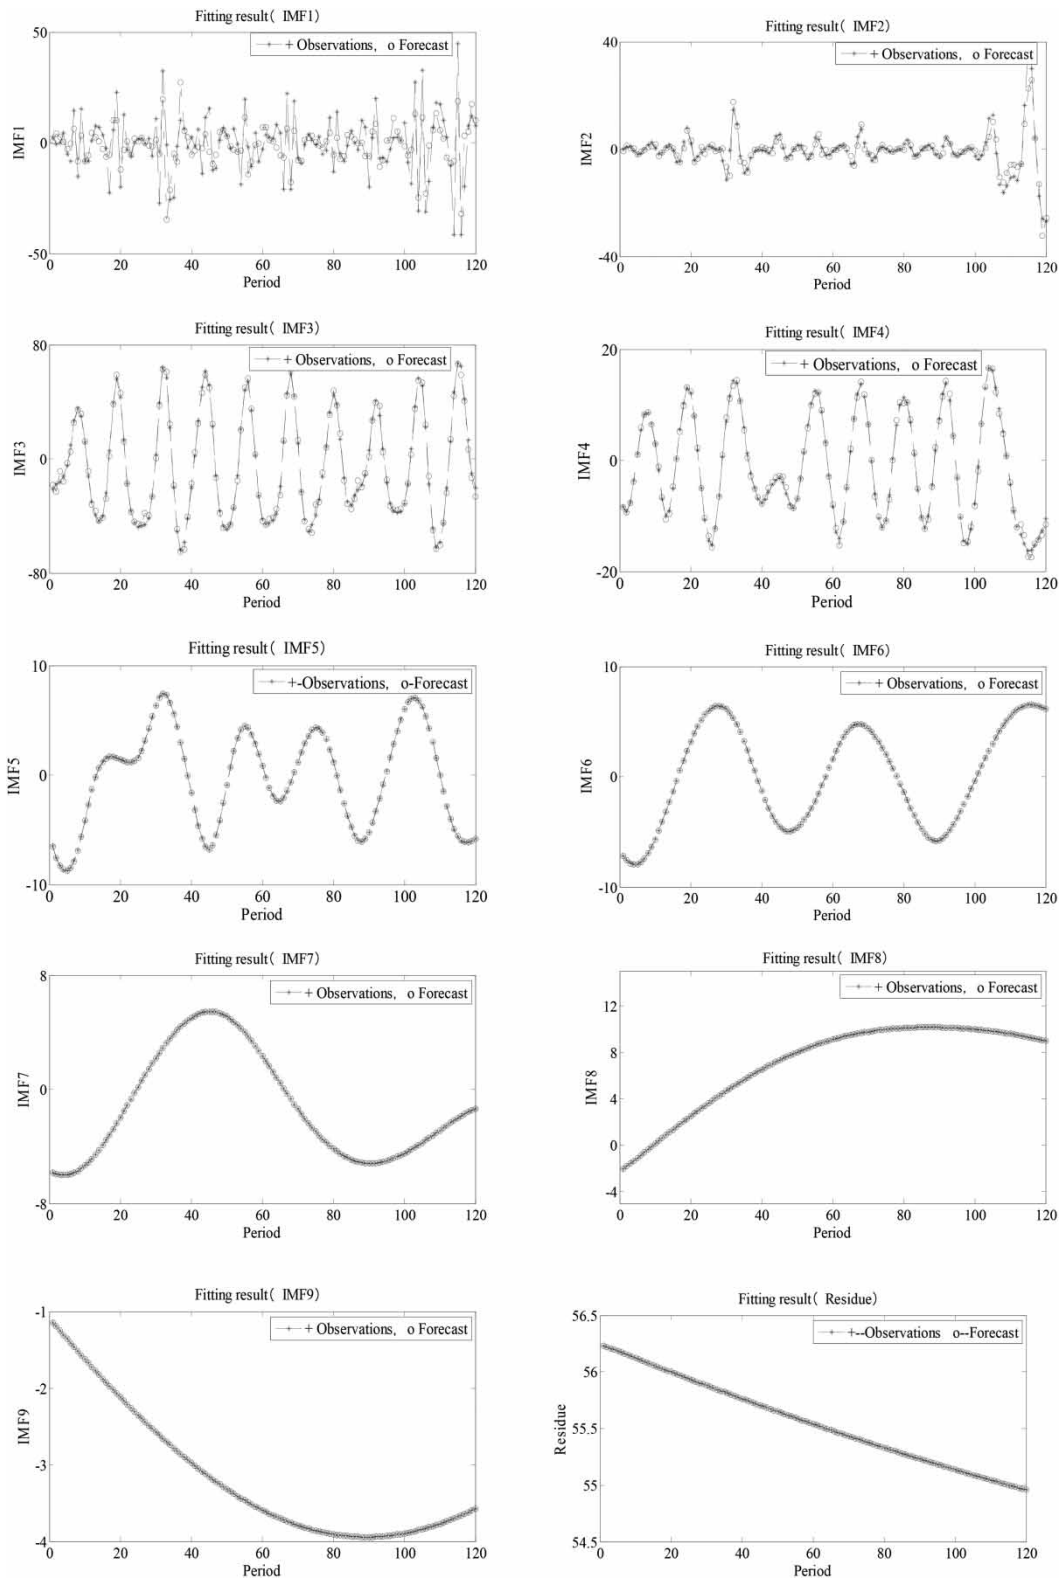 Fitting result( IMF1)
50
+ Observations, o Forecast
IMF1
0
-50
0 20 40 60 80 100 120
Period
Fitting result( IMF2)
40
+ Observations, o Forecast
IMF2
0
-40
0 20 40 60 80 100 120
Period
Fitting result( IMF3)
80
+ Observations, o Forecast
IMF3
0
-80
0 20 40 60 80 100 120
Period
Fitting result( IMF4)
20
+ Observations, o Forecast
IMF4
0
-20
0 20 40 60 80 100 120
Period
Fitting result( IMF5)
10
+-Observations, o-Forecast
IMF5
0
-10
0 20 40 60 80 100 120
Period
Fitting result( IMF6)
10
+ Observations, o Forecast
IMF6
0
-10
0 20 40 60 80 100 120
Period
Fitting result( IMF7)
8
+ Observations, o Forecast
IMF7
0
-8
0 20 40 60 80 100 120
Period
Fitting result( IMF8)
+ Observations, o Forecast
12
8
IMF8
4
0
-4
0 20 40 60 80 100 120
Period
Fitting result( IMF9)
-1
+ Observations, o Forecast
-2
IMF9
-3
-4
0 20 40 60 80 100 120
Period
Fitting result( Residue)
56.5
+--Observations o--Forecast
56
Residue
55.5
55
54.5
0 20 40 60 80 100 120
Period